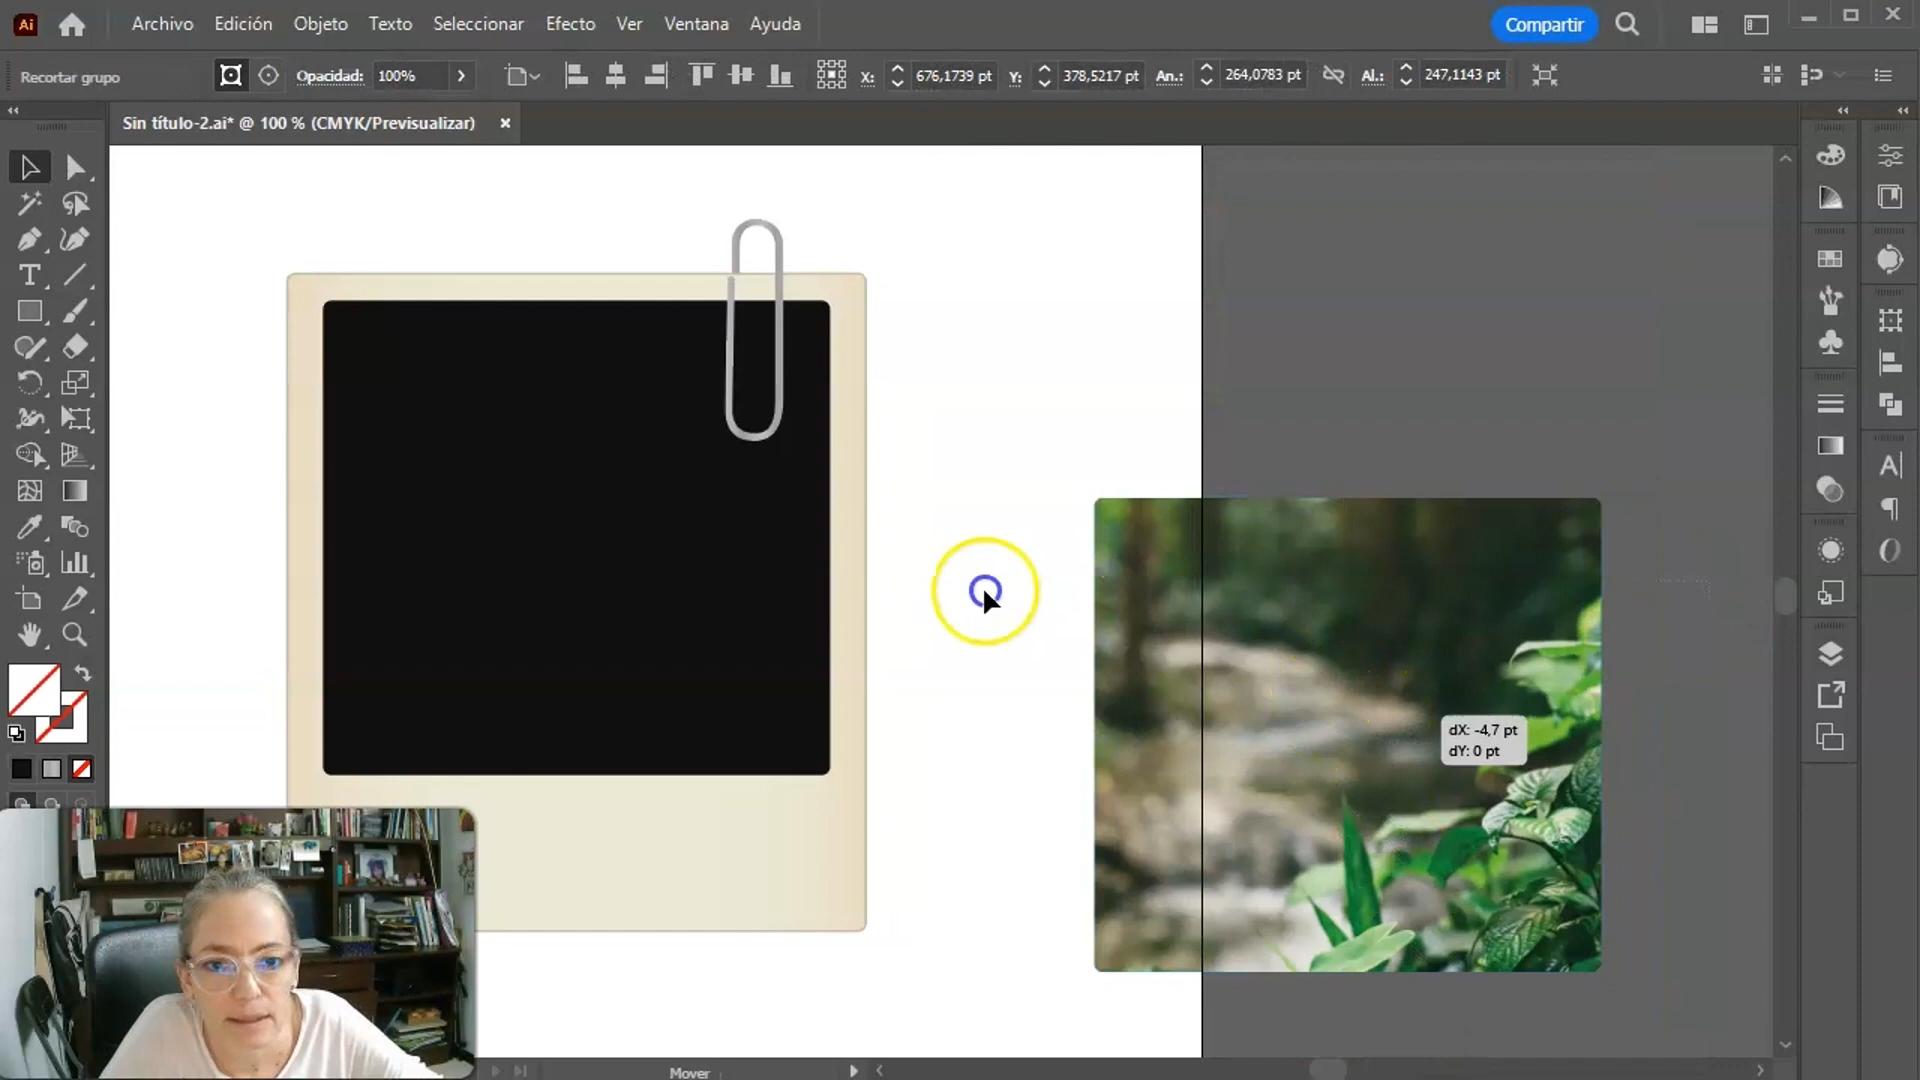 Ai
Archivo Edición Objeto Texto Seleccionar Efecto Ver Ventana Ayuda
Compartir
Recortar grupo
Opacidad: 100%
X: 676,1739 pt Y: 378,5217 pt An.: 264,0783 pt Al.: 247,1143 pt
Sin título-2.ai* @ 100 % (CMYK/Previsualizar)
dX: -4,7 pt
dY: 0 pt
Mover